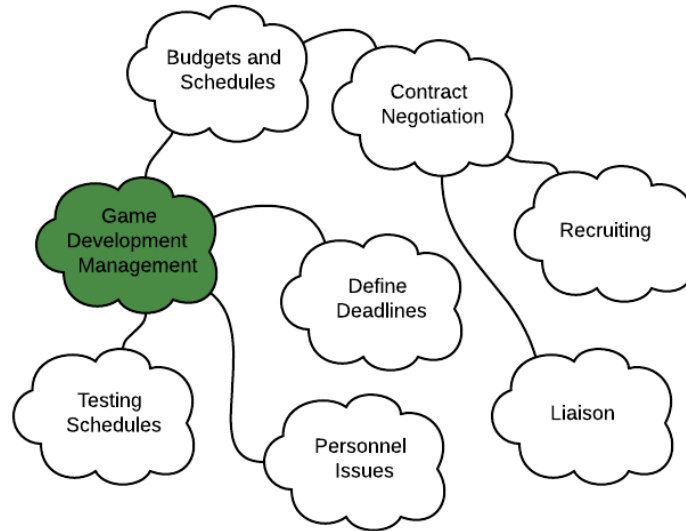 Budgets and
Schedules
Contract
Negotiation
Game
Development
Management
Recruiting
Define
Deadlines
Testing
Schedules
Personnel
Issues
Liaison